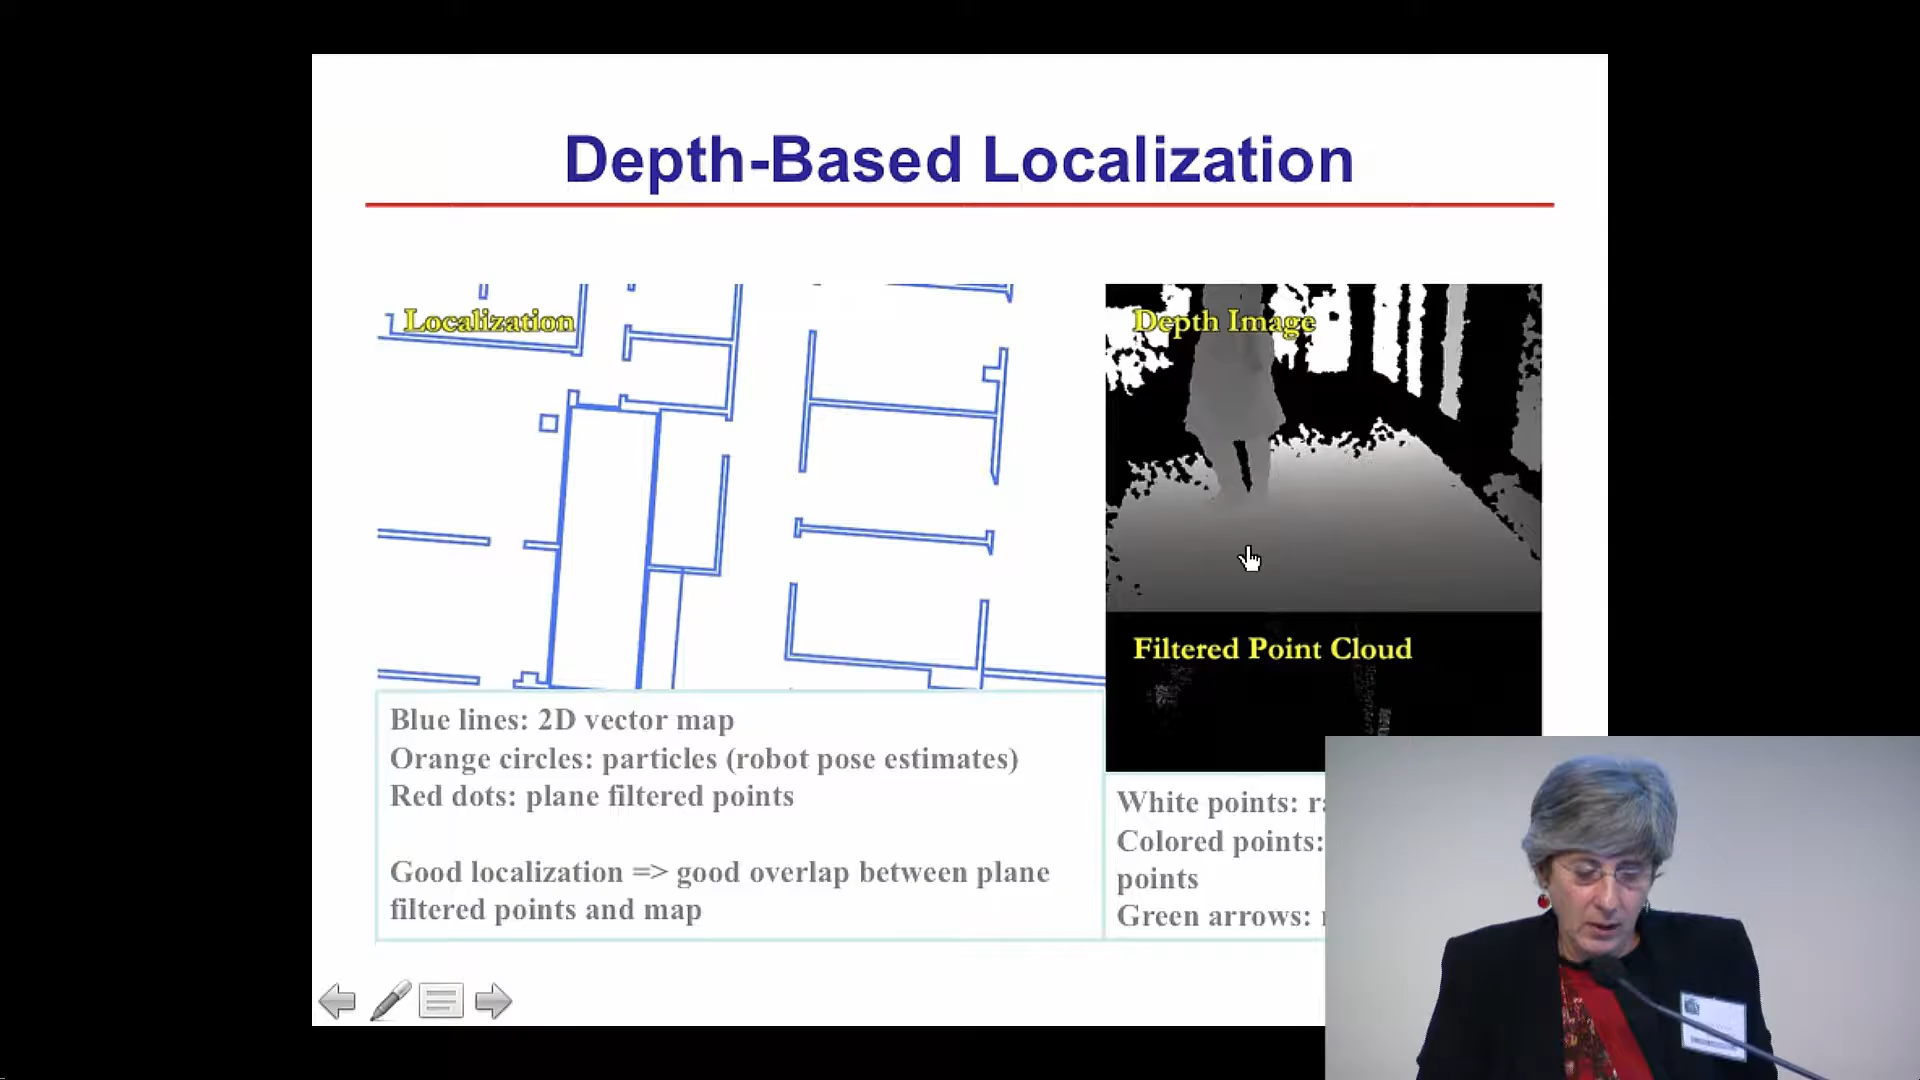 Depth-Based Localization
Localization
Depth Image
Filtered Point Cloud
Blue lines: 2D vector map
Orange circles: particles (robot pose estimates)
Red dots: plane filtered points
Good localization => good overlap between plane
filtered points and map
White points:
Colored points:
points
Green arrows: